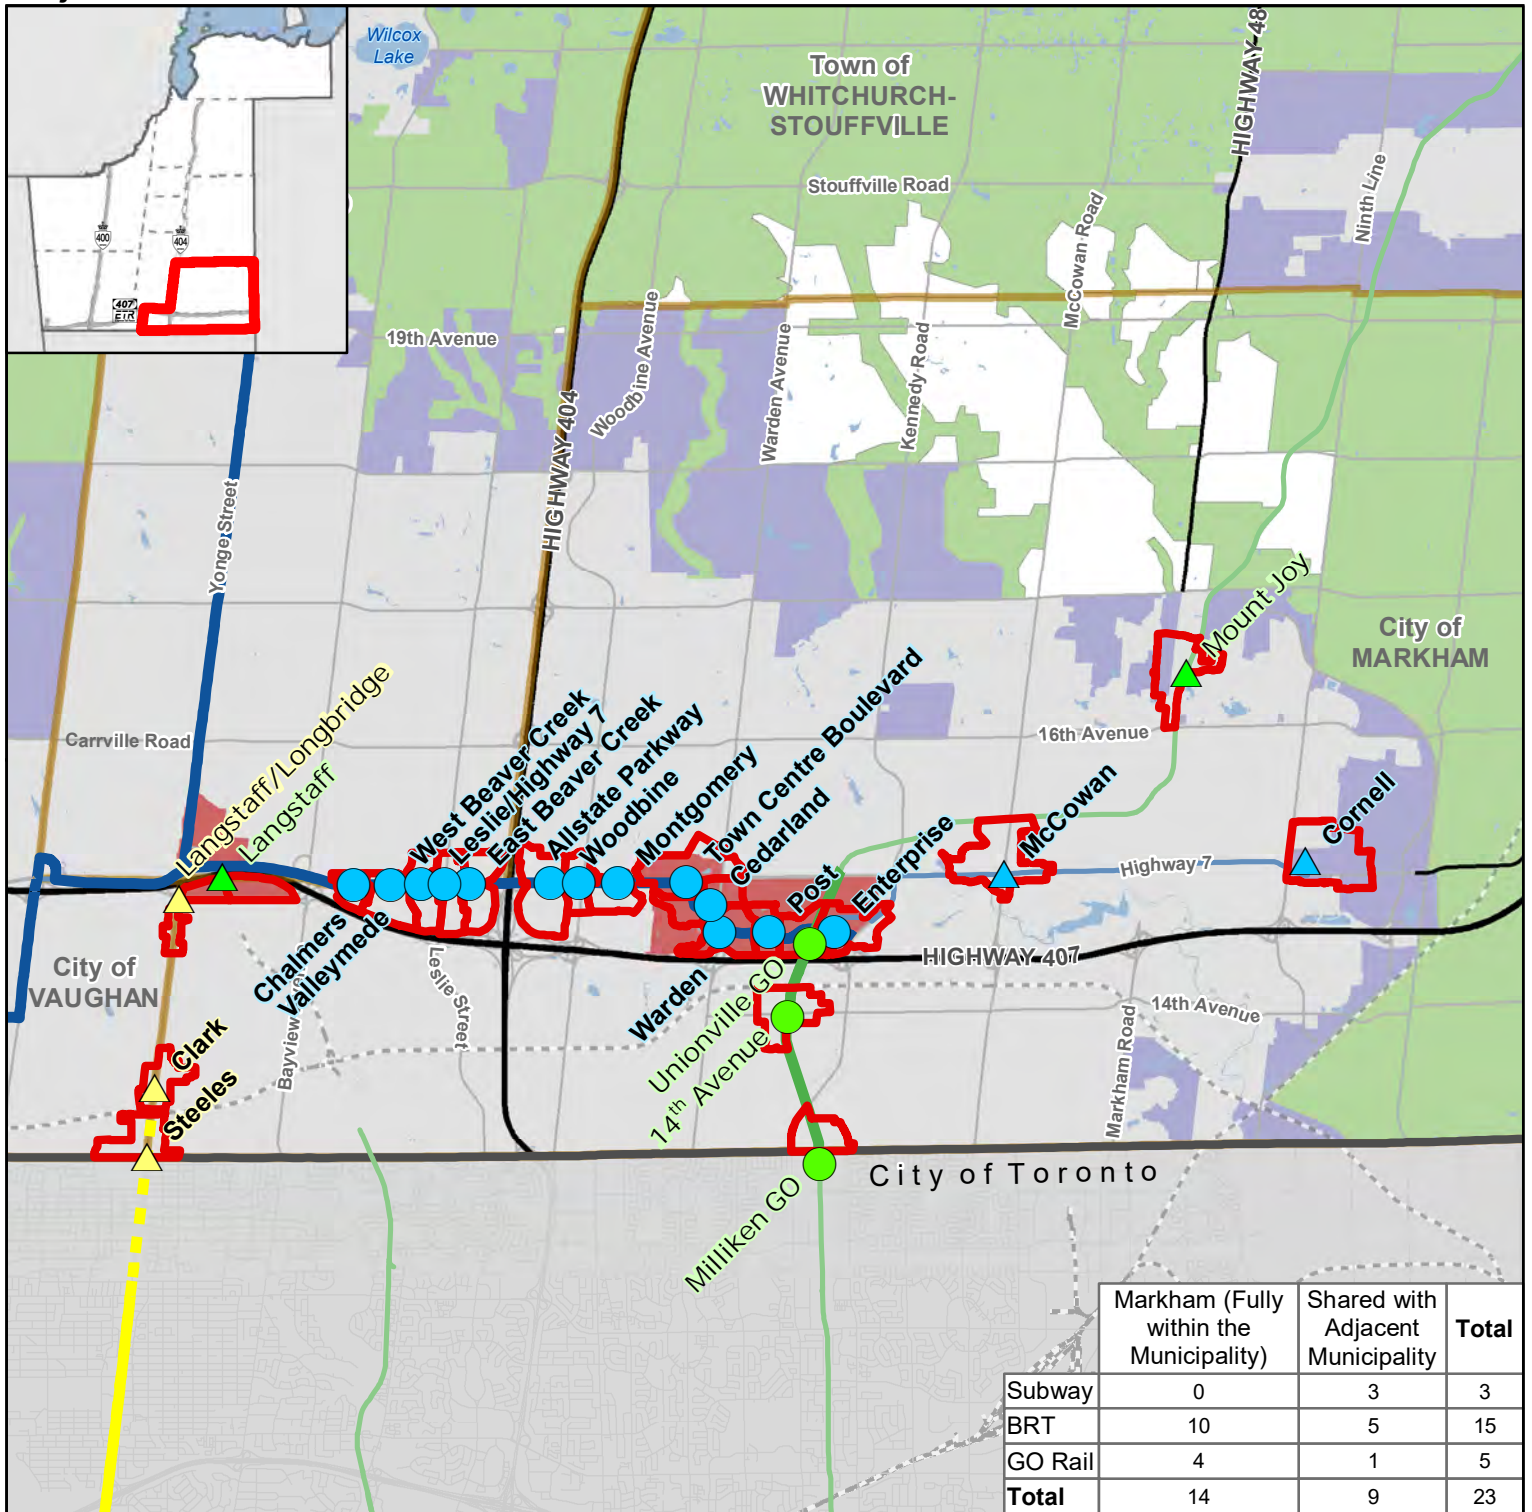 Wilcox
Lake
Town of
WHITCHURCH-
STOUFFVILLE
HIGHWAY 48
Stouffville Road
Ninth Line
McCowan Road
400
404
407
ETR
19th Avenue
Woodbine Avenue
Warden Avenue
Kennedy Road
HIGHWAY 404
Yonge Street
Mount Joy
City of
MARKHAM
Carrville Road
16th Avenue
Langstaff/Longbridge
Langstaff
West Beaver Creek
Leslie/Highway 7
East Beaver Creek
Allstate Parkway
Woodbine
Montgomery
Town Centre Boulevard
Cedarland
Post
Enterprise
McCowan
Highway 7
Cornell
Chalmers
Valleymede
Warden
Unionville GO
14th Avenue
HIGHWAY 407
City of
VAUGHAN
Bayview
Leslie Street
14th Avenue
Markham Road
Clark
Steeles
City of Toronto
Milliken GO
Markham (Fully within the Municipality) Shared with Adjacent Municipality Total
Subway 0 3 3
BRT 10 5 15
GO Rail 4 1 5
Total 14 9 23